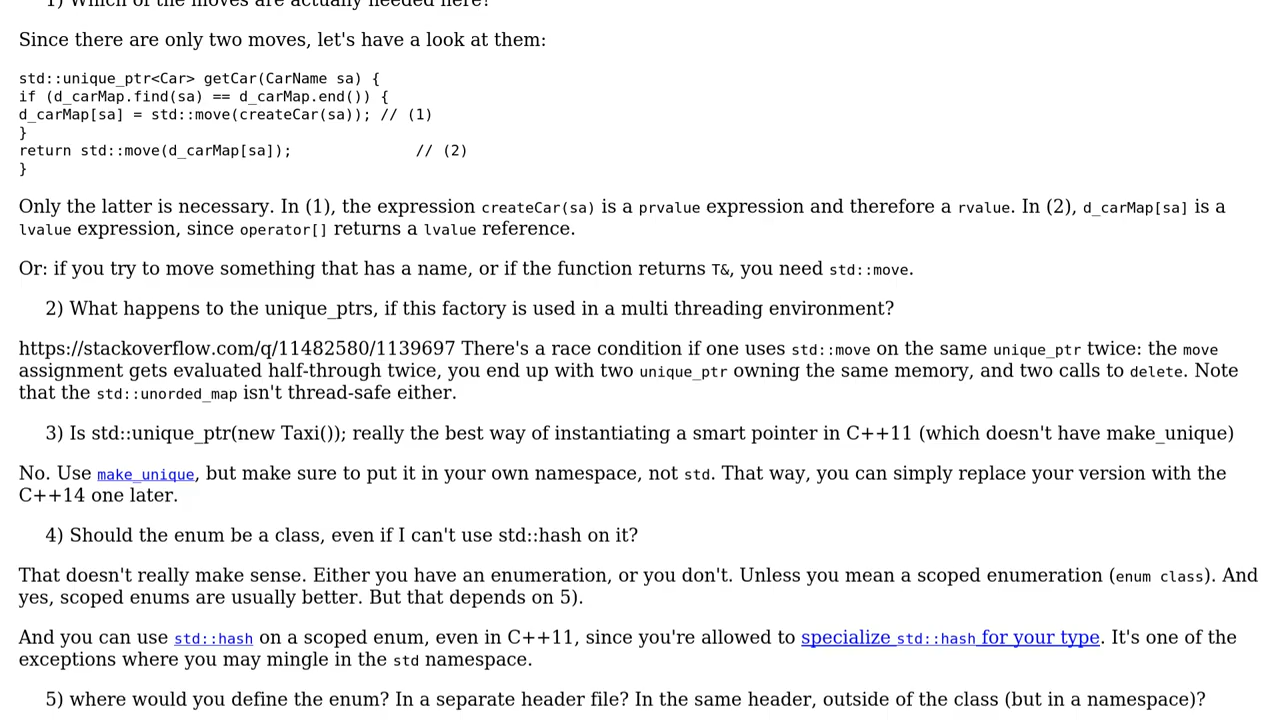 1) Which of the moves are actually needed here?
Since there are only two moves, let's have a look at them:
std::unique_ptr<Car> getCar(CarName sa) {
if (d_carMap.find(sa) == d_carMap.end()) {
d_carMap[sa] = std::move(createCar(sa)); // (1)
}
return std::move(d_carMap[sa]);              // (2)
}
Only the latter is necessary. In (1), the expression createCar(sa) is a prvalue expression and therefore a rvalue. In (2), d_carMap[sa] is a
lvalue expression, since operator[] returns a lvalue reference.
Or: if you try to move something that has a name, or if the function returns T&, you need std::move.
2) What happens to the unique_ptrs, if this factory is used in a multi threading environment?
https://stackoverflow.com/q/11482580/1139697 There's a race condition if one uses std::move on the same unique_ptr twice: the move
assignment gets evaluated half-through twice, you end up with two unique_ptr owning the same memory, and two calls to delete. Note
that the std::unorded_map isn't thread-safe either.
3) Is std::unique_ptr(new Taxi()); really the best way of instantiating a smart pointer in C++11 (which doesn't have make_unique)
No. Use make_unique, but make sure to put it in your own namespace, not std. That way, you can simply replace your version with the
C++14 one later.
4) Should the enum be a class, even if I can't use std::hash on it?
That doesn't really make sense. Either you have an enumeration, or you don't. Unless you mean a scoped enumeration (enum class). And
yes, scoped enums are usually better. But that depends on 5).
And you can use std::hash on a scoped enum, even in C++11, since you're allowed to specialize std::hash for your type. It's one of the
exceptions where you may mingle in the std namespace.
5) where would you define the enum? In a separate header file? In the same header, outside of the class (but in a namespace)?